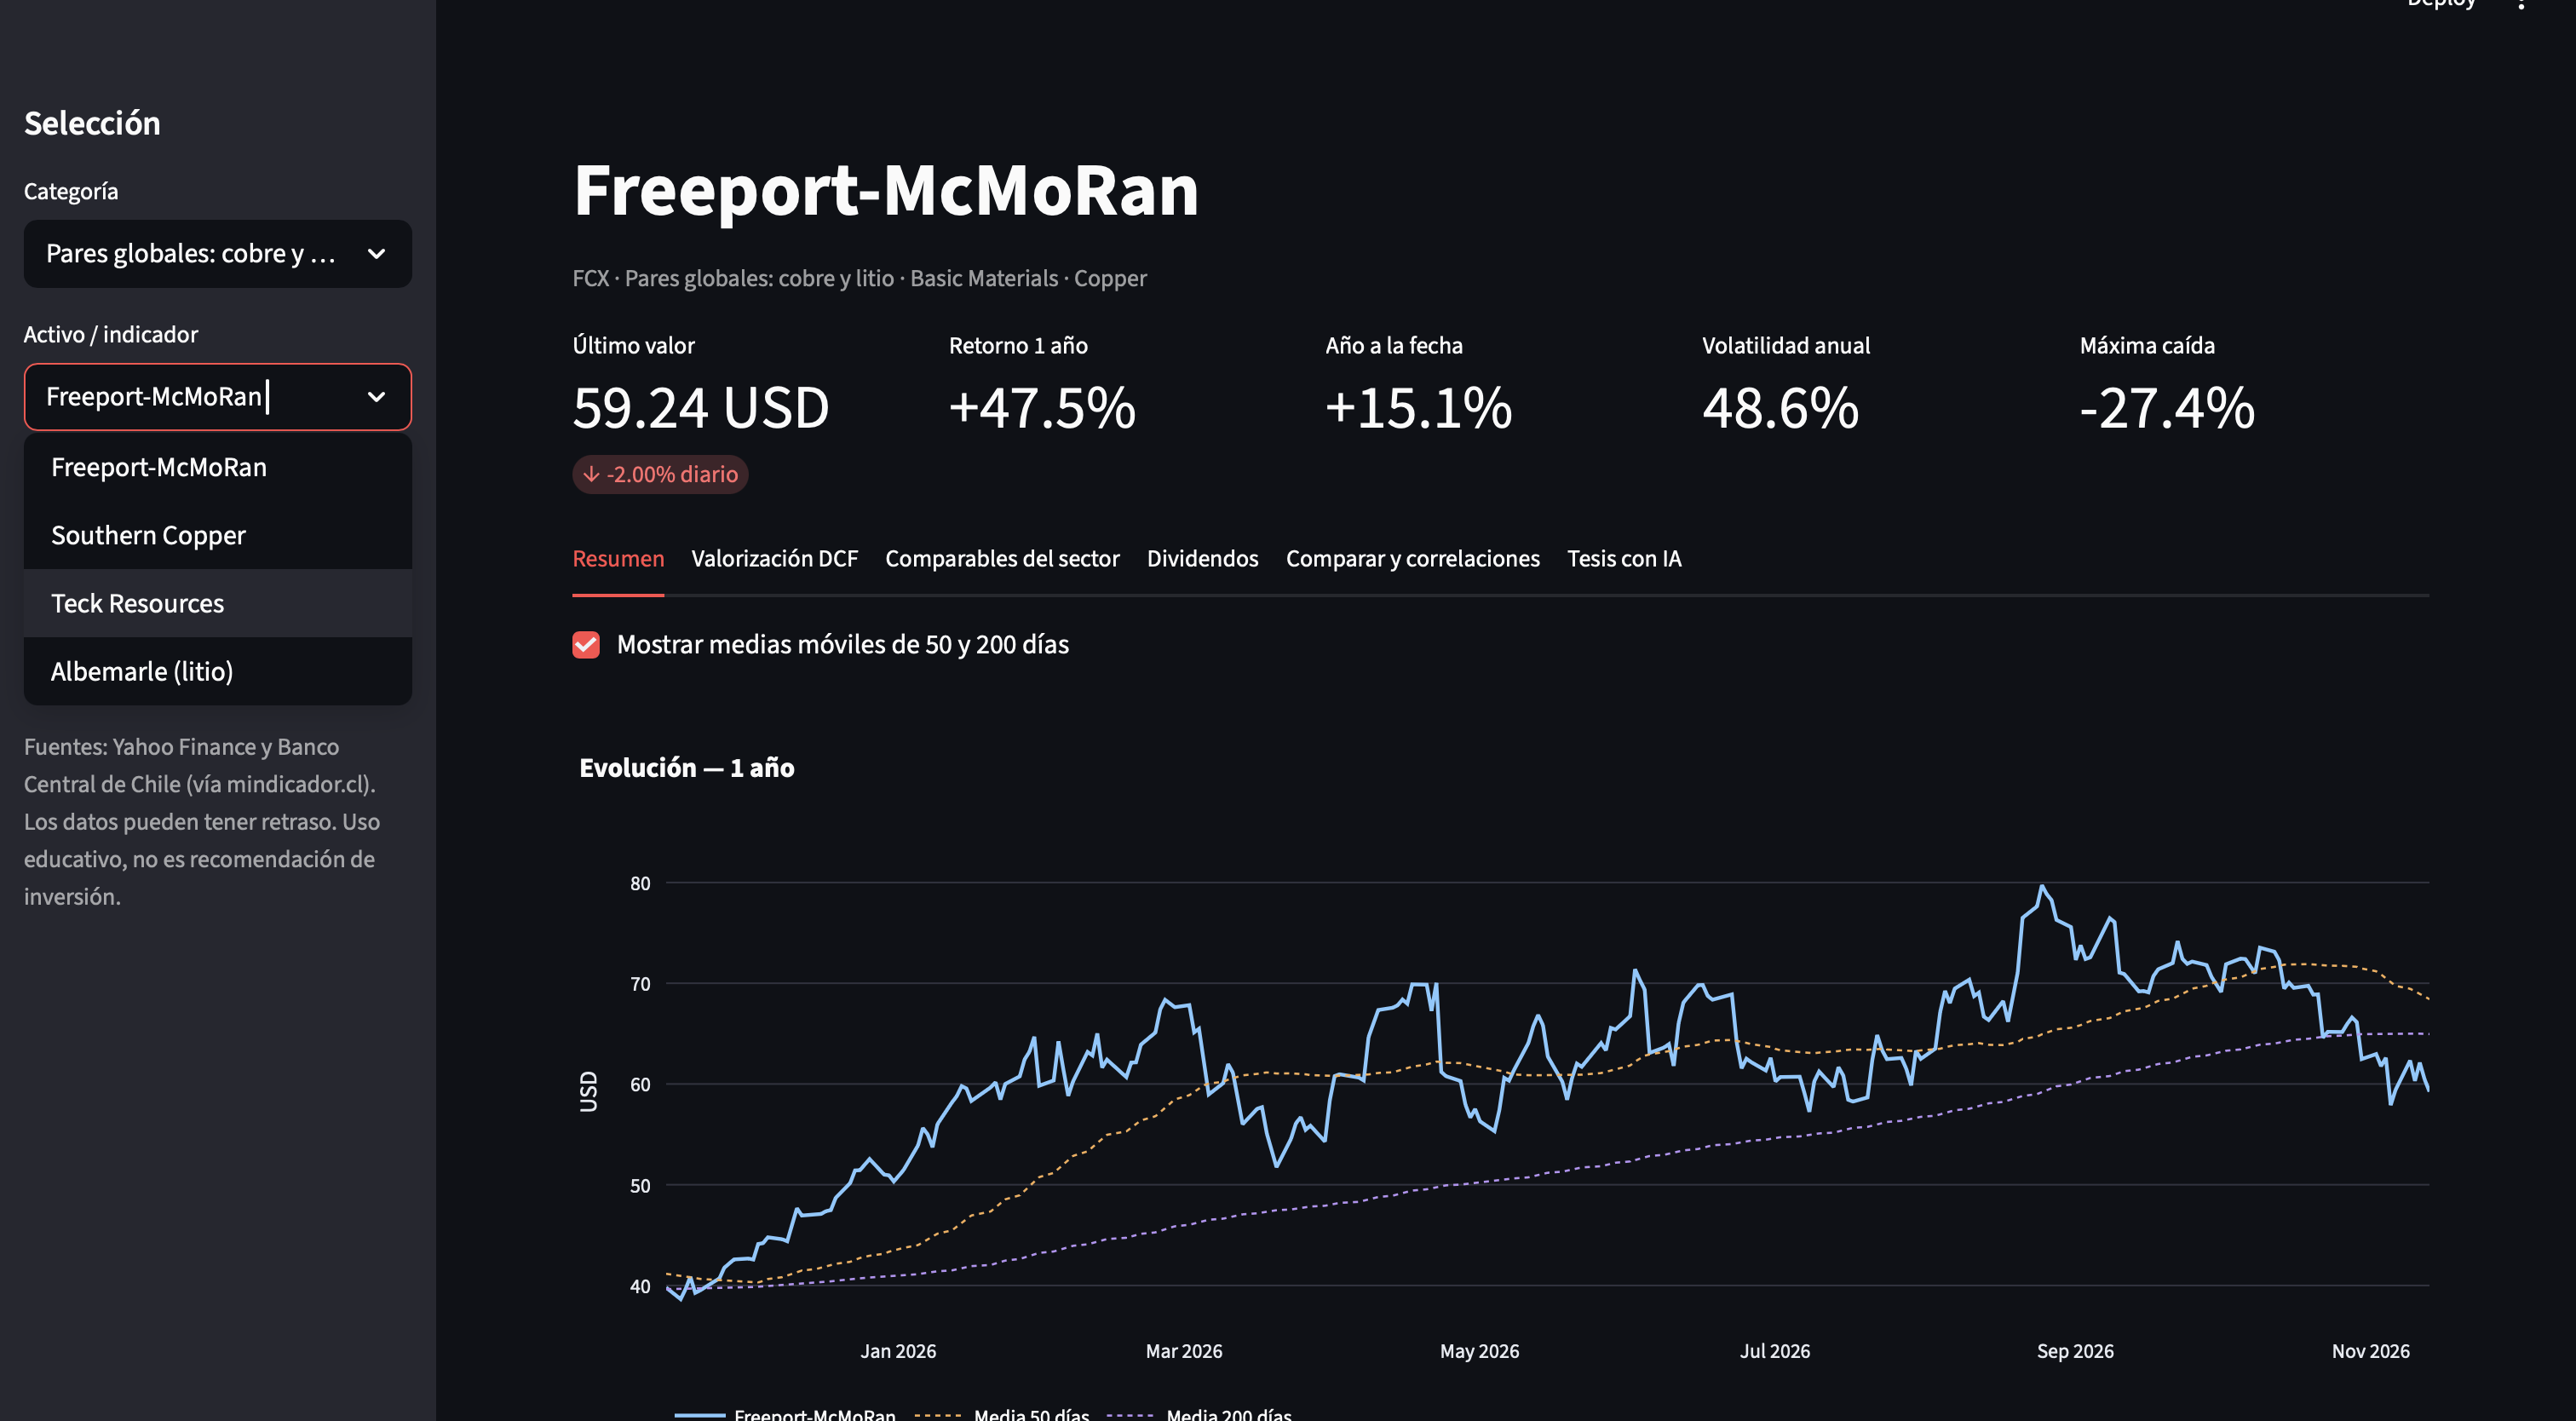 Deploy
Selección
Categoría
Pares globales: cobre y …
Activo / indicador
Freeport-McMoRan
Freeport-McMoRan
Southern Copper
Teck Resources
Albemarle (litio)
Fuentes: Yahoo Finance y Banco
Central de Chile (vía mindicador.cl).
Los datos pueden tener retraso. Uso
educativo, no es recomendación de
inversión.
Freeport-McMoRan
FCX · Pares globales: cobre y litio · Basic Materials · Copper
Último valor
59.24 USD
↓ -2.00% diario
Retorno 1 año
+47.5%
Año a la fecha
+15.1%
Volatilidad anual
48.6%
Máxima caída
-27.4%
Resumen Valorización DCF Comparables del sector Dividendos Comparar y correlaciones Tesis con IA
Mostrar medias móviles de 50 y 200 días
Evolución — 1 año
80
70
60
50
40
USD
Jan 2026 Mar 2026 May 2026 Jul 2026 Sep 2026 Nov 2026
Freeport-McMoRan Media 50 días Media 200 días